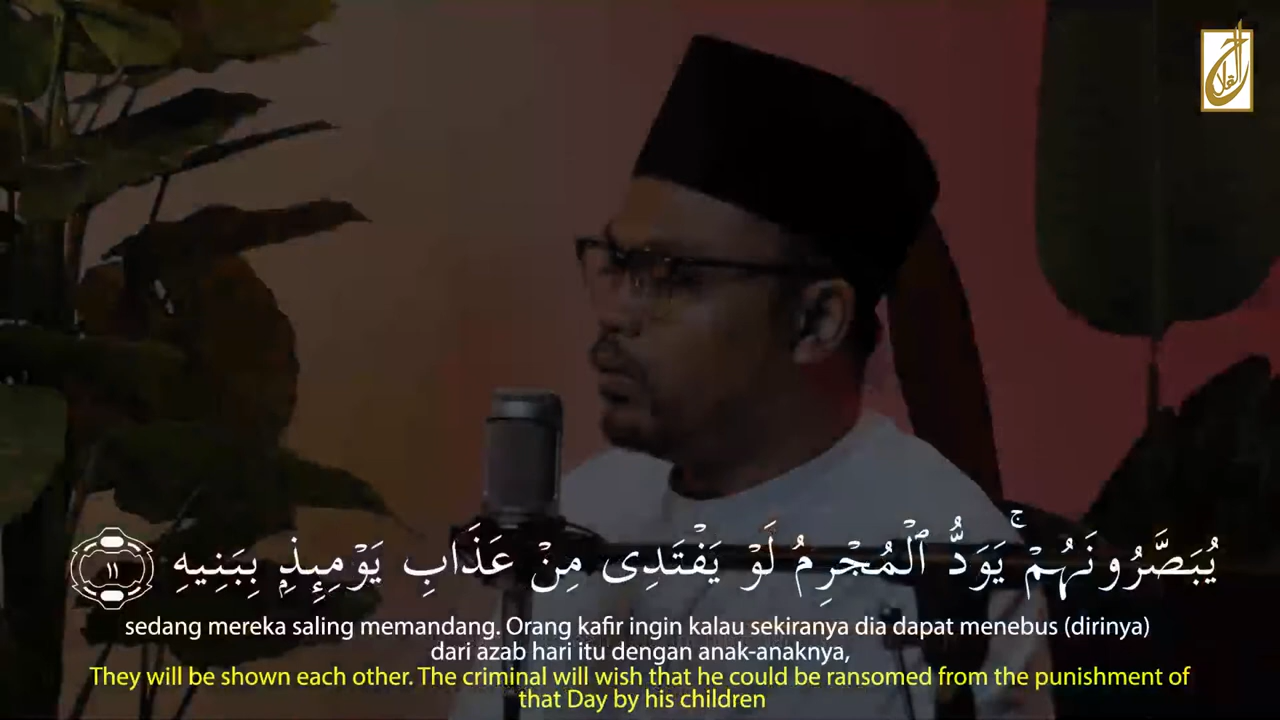 الفلاح
يُبَصَّرُونَهُمْ ۚ يَوَدُّ ٱلْمُجْرِمُ لَوْ يَفْتَدِى مِنْ عَذَابِ يَوْمِئِذٍۭ بِبَنِيهِ ١١
sedang mereka saling memandang. Orang kafir ingin kalau sekiranya dia dapat menebus (dirinya)
dari azab hari itu dengan anak-anaknya,
They will be shown each other. The criminal will wish that he could be ransomed from the punishment of
that Day by his children